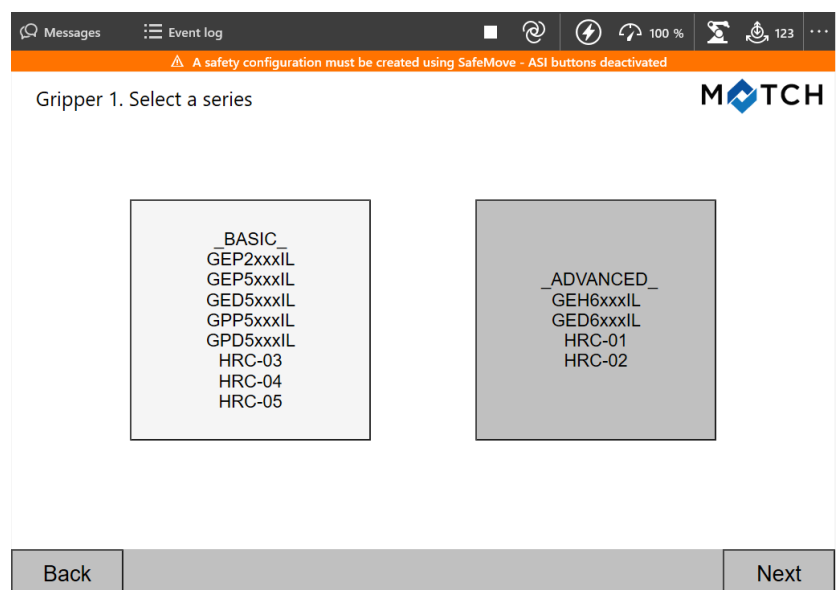 Messages
Event log
100 %
123
A safety configuration must be created using SafeMove - ASI buttons deactivated
Gripper 1. Select a series
MTCH
_BASIC_
GEP2xxxIL
GEP5xxxIL
GED5xxxIL
GPP5xxxIL
GPD5xxxIL
HRC-03
HRC-04
HRC-05
_ADVANCED_
GEH6xxxIL
GED6xxxIL
HRC-01
HRC-02
Back
Next